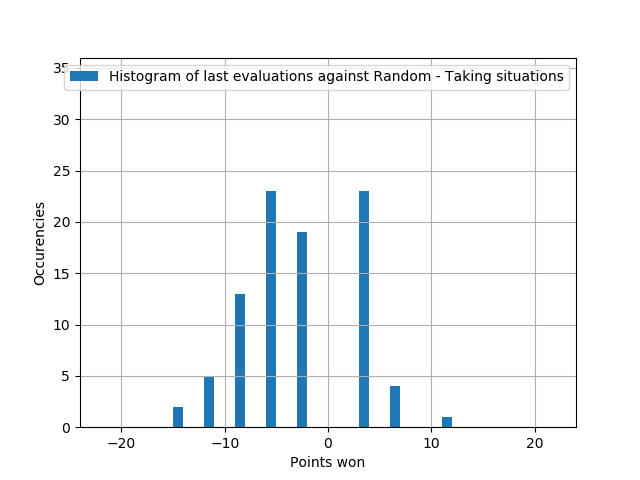 Histogram of last evaluations against Random - Taking situations
35
30
25
20
15
10
5
0
Occurencies
−20 −10 0 10 20
Points won